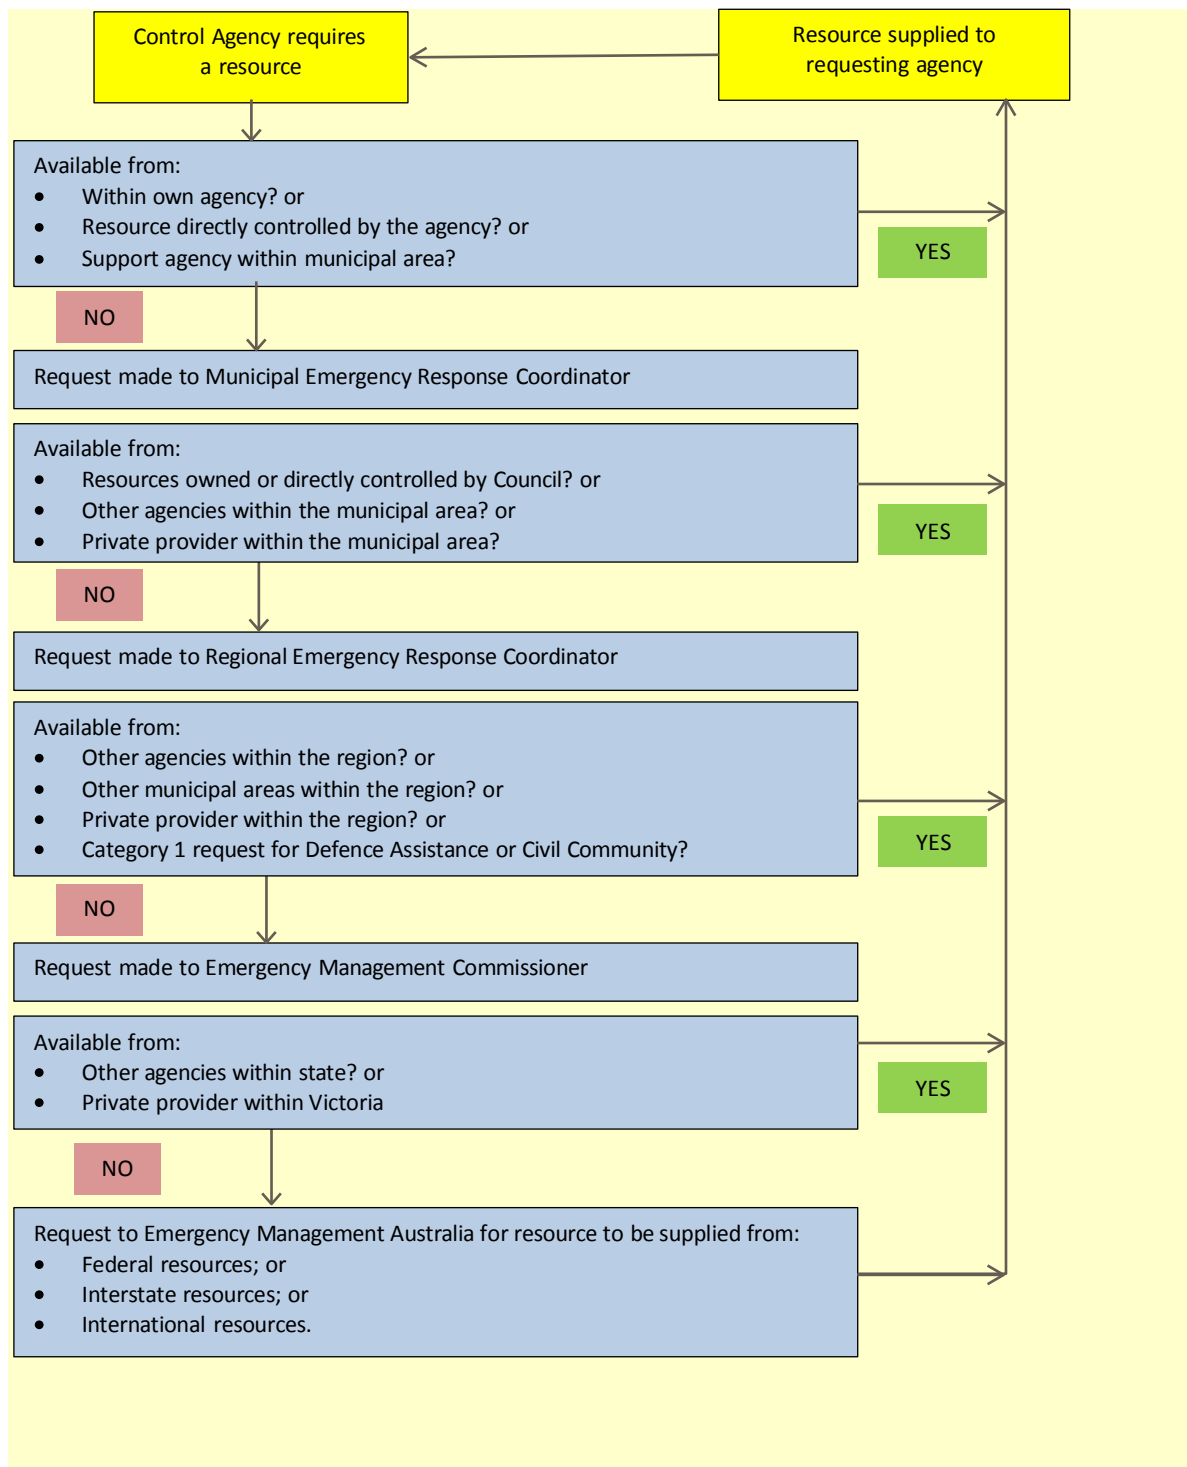 Control Agency requires
a resource
Resource supplied to
requesting agency
Available from:
• Within own agency? or
• Resource directly controlled by the agency? or
• Support agency within municipal area?
YES
NO
Request made to Municipal Emergency Response Coordinator
Available from:
• Resources owned or directly controlled by Council? or
• Other agencies within the municipal area? or
• Private provider within the municipal area?
YES
NO
Request made to Regional Emergency Response Coordinator
Available from:
• Other agencies within the region? or
• Other municipal areas within the region? or
• Private provider within the region? or
• Category 1 request for Defence Assistance or Civil Community?
YES
NO
Request made to Emergency Management Commissioner
Available from:
• Other agencies within state? or
• Private provider within Victoria
YES
NO
Request to Emergency Management Australia for resource to be supplied from:
• Federal resources; or
• Interstate resources; or
• International resources.